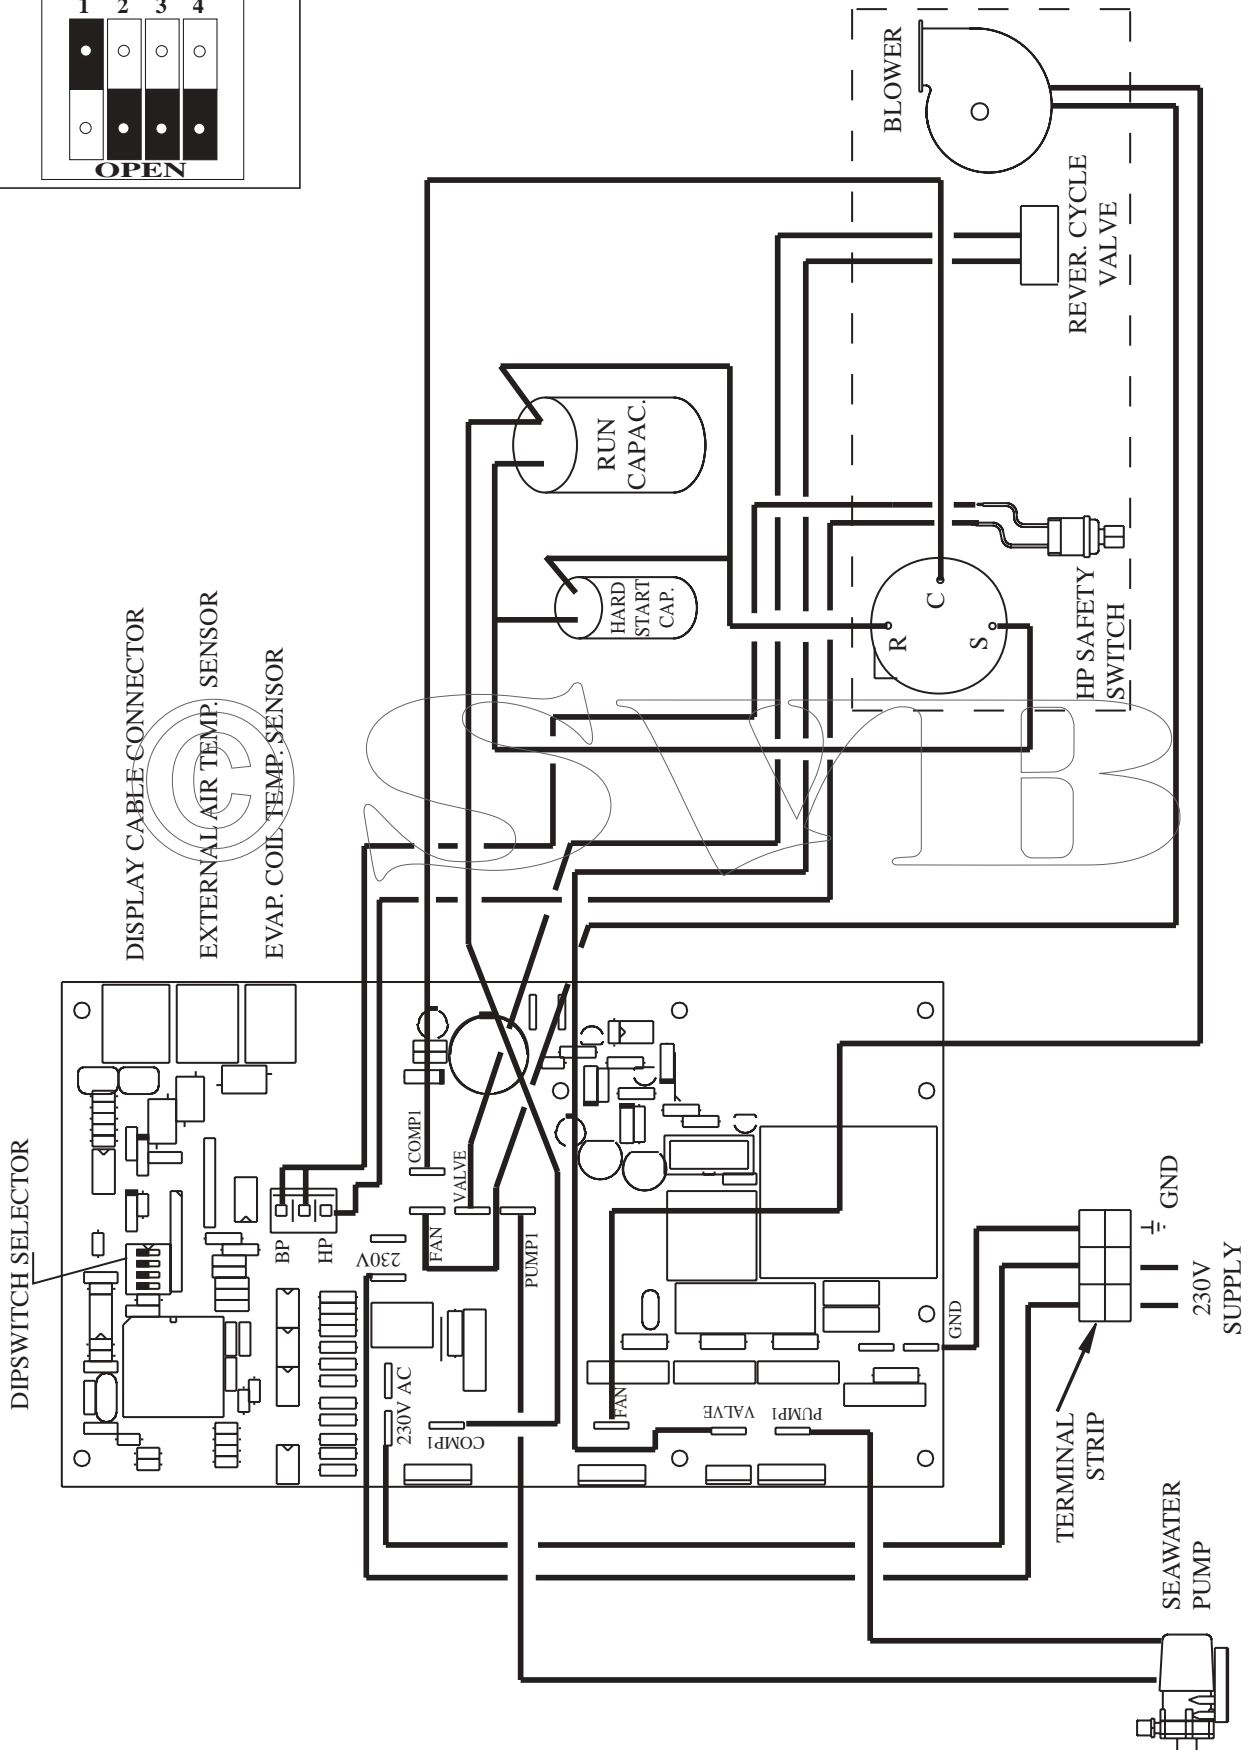 1 2 3 4
OPEN
BLOWER
REVER. CYCLE
VALVE
RUN
CAPAC.
HARD
START
CAP.
R
C
S
HP SAFETY
SWITCH
DISPLAY CABLE CONNECTOR
EXTERNAL AIR TEMP. SENSOR
EVAP. COIL TEMP. SENSOR
© SVB
DIPSWITCH SELECTOR
COMP1
VALVE
BP
HP
230V
FAN
PUMP1
230V AC
COMP1
FAN
VALVE
PUMP1
GND
GND
230V
SUPPLY
TERMINAL
STRIP
SEAWATER
PUMP